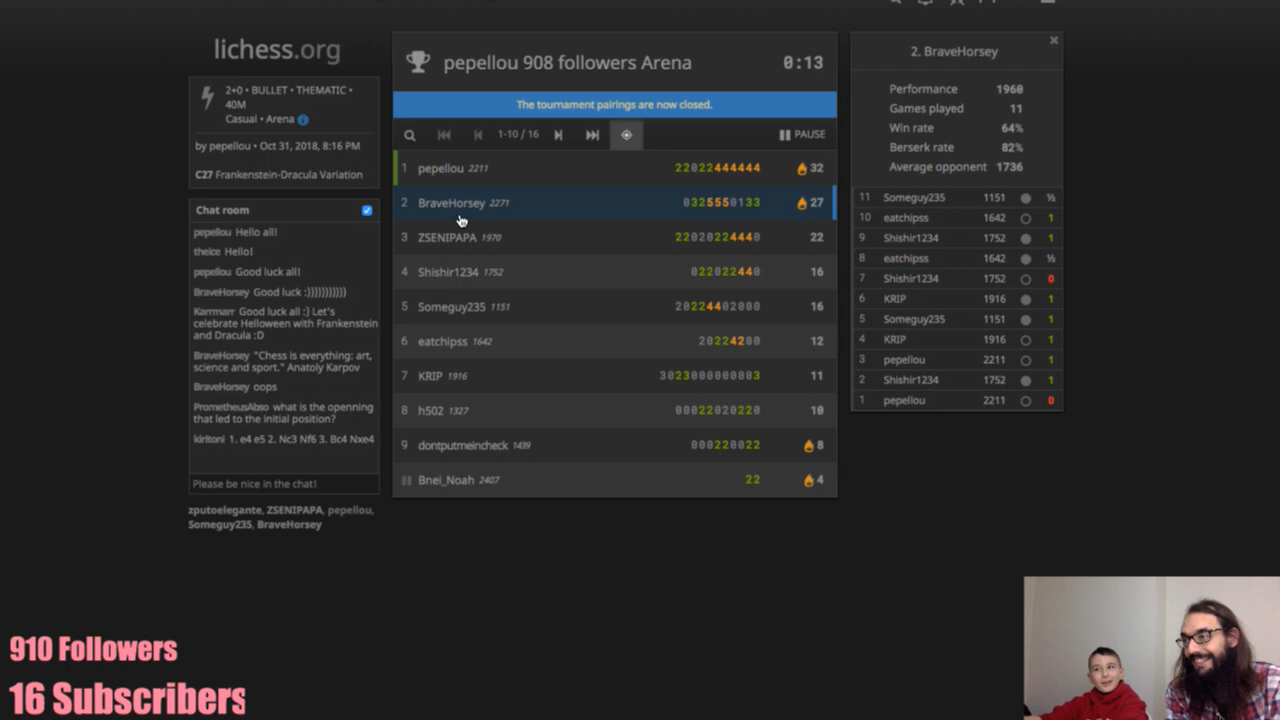 lichess.org
2+0 • BULLET • THEMATIC •
40M
Casual • Arena
by pepellou • Oct 31, 2018, 8:16 PM
C27 Frankenstein-Dracula Variation
Chat room
pepellou Hello all!
theice Hello!
pepellou Good luck all!
BraveHorsey Good luck :)))))))))))
Karrmarr Good luck all :) Let's
celebrate Helloween with Frankenstein
and Dracula :D
BraveHorsey "Chess is everything: art,
science and sport." Anatoly Karpov
BraveHorsey oops
PrometheusAbso what is the openning
that led to the initial position?
kiritoni 1. e4 e5 2. Nc3 Nf6 3. Bc4 Nxe4
Please be nice in the chat!
zputoelegante, ZSENIPAPA, pepellou,
Someguy235, BraveHorsey
pepellou 908 followers Arena 0:13
The tournament pairings are now closed.
1-10 / 16 PAUSE
1 pepellou 2211 22022444444 32
2 BraveHorsey 2271 0325550133 27
3 ZSENIPAPA 1970 22020224440 22
4 Shishir1234 1752 022022440 16
5 Someguy235 1151 20224402000 16
6 eatchipss 1642 20224200 12
7 KRIP 1916 3023000000003 11
8 h502 1327 00022020220 10
9 dontputmeincheck 1439 000220022 8
Bnei_Noah 2407 22 4
2. BraveHorsey
Performance 1960
Games played 11
Win rate 64%
Berserk rate 82%
Average opponent 1736
11 Someguy235 1151 ½
10 eatchipss 1642 1
9 Shishir1234 1752 1
8 eatchipss 1642 ½
7 Shishir1234 1752 0
6 KRIP 1916 1
5 Someguy235 1151 1
4 KRIP 1916 1
3 pepellou 2211 1
2 Shishir1234 1752 1
1 pepellou 2211 0
910 Followers
16 Subscribers